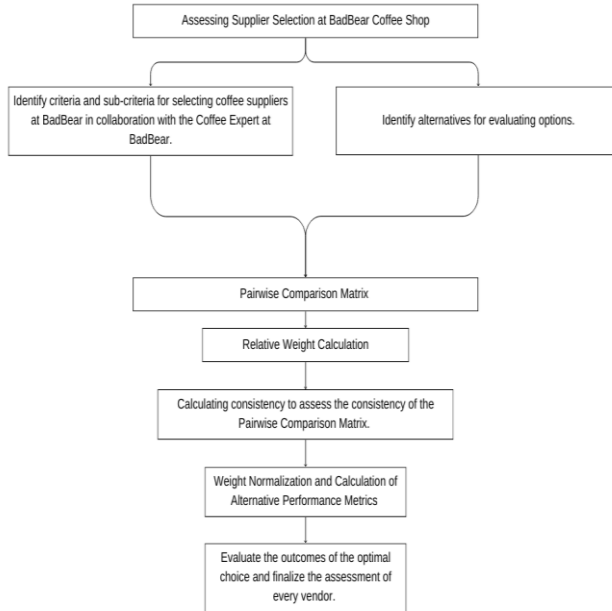 Assessing Supplier Selection at BadBear Coffee Shop
Identify criteria and sub-criteria for selecting coffee suppliers
at BadBear in collaboration with the Coffee Expert at
BadBear.
Identify alternatives for evaluating options.
Pairwise Comparison Matrix
Relative Weight Calculation
Calculating consistency to assess the consistency of the
Pairwise Comparison Matrix.
Weight Normalization and Calculation of
Alternative Performance Metrics
Evaluate the outcomes of the optimal
choice and finalize the assessment of
every vendor.